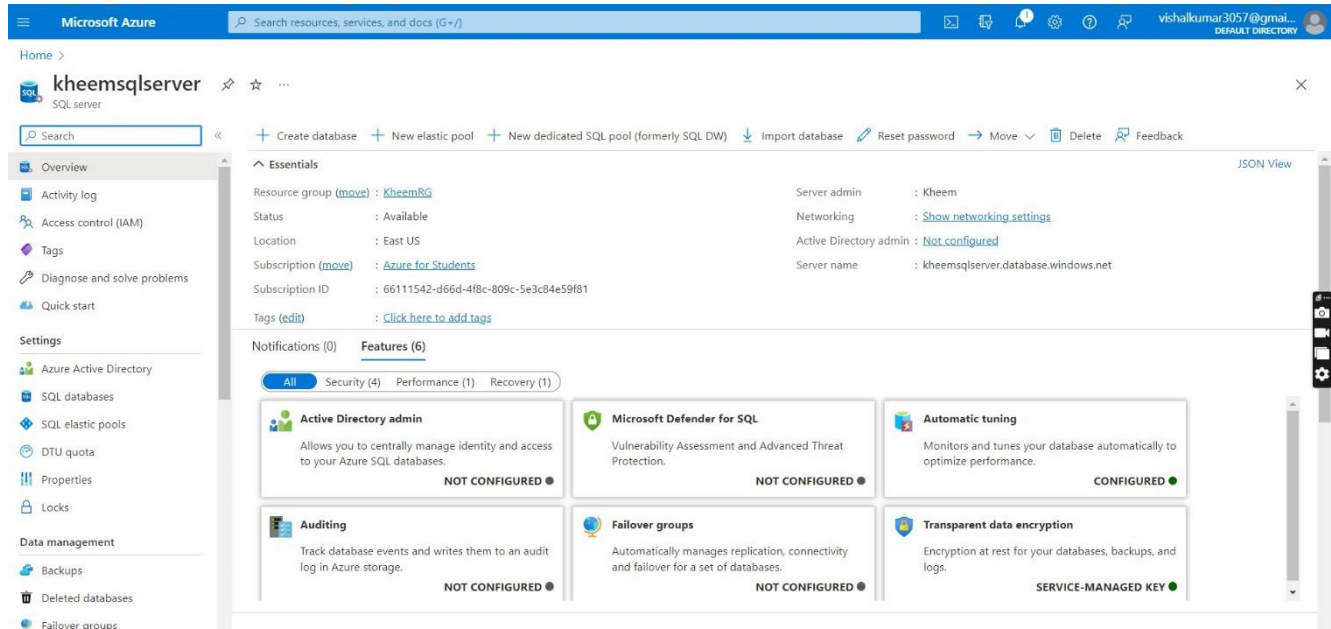 Microsoft Azure
Search resources, services, and docs (G+/)
1
vishalkumar3057@gmai...
DEFAULT DIRECTORY
Home >
SQL
kheemsqlserver ...
SQL server
Search
«
Overview
Activity log
Access control (IAM)
Tags
Diagnose and solve problems
Quick start
Settings
Azure Active Directory
SQL databases
SQL elastic pools
DTU quota
Properties
Locks
Data management
Backups
Deleted databases
Failover groups
+ Create database + New elastic pool + New dedicated SQL pool (formerly SQL DW) Import database Reset password Move Delete Feedback
Essentials
JSON View
Resource group (move) : KheemRG
Status : Available
Location : East US
Subscription (move) : Azure for Students
Subscription ID : 66111542-d66d-4f8c-809c-5e3c84e59f81
Tags (edit) : Click here to add tags
Server admin : Kheem
Networking : Show networking settings
Active Directory admin : Not configured
Server name : kheemsqlserver.database.windows.net
Notifications (0) Features (6)
All Security (4) Performance (1) Recovery (1)
Active Directory admin
Allows you to centrally manage identity and access
to your Azure SQL databases.
NOT CONFIGURED
Microsoft Defender for SQL
Vulnerability Assessment and Advanced Threat
Protection.
NOT CONFIGURED
Automatic tuning
Monitors and tunes your database automatically to
optimize performance.
CONFIGURED
Auditing
Track database events and writes them to an audit
log in Azure storage.
NOT CONFIGURED
Failover groups
Automatically manages replication, connectivity
and failover for a set of databases.
NOT CONFIGURED
Transparent data encryption
Encryption at rest for your databases, backups, and
logs.
SERVICE-MANAGED KEY